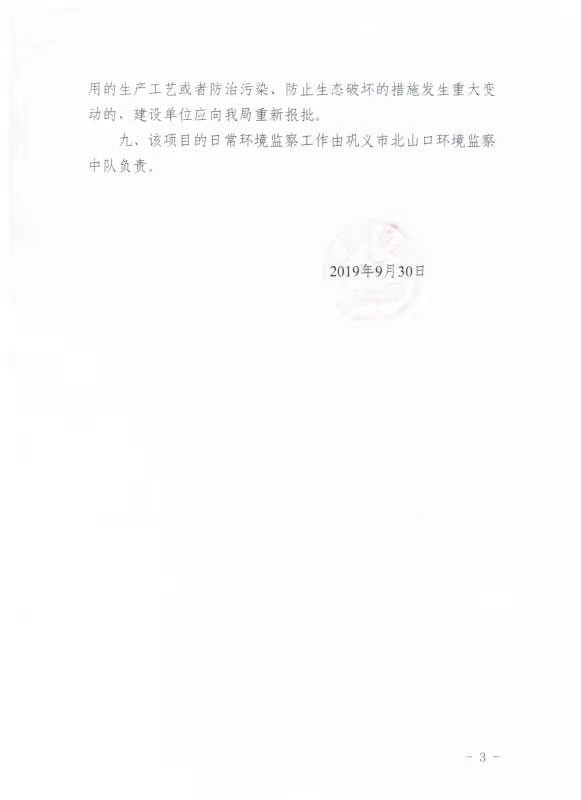 用的生产工艺或者防治污染、防止生态破坏的措施发生重大变
动的，建设单位应向我局重新报批。
九、该项目的日常环境监察工作由巩义市北山口环境监察
中队负责。
2019年9月30日
- 3 -